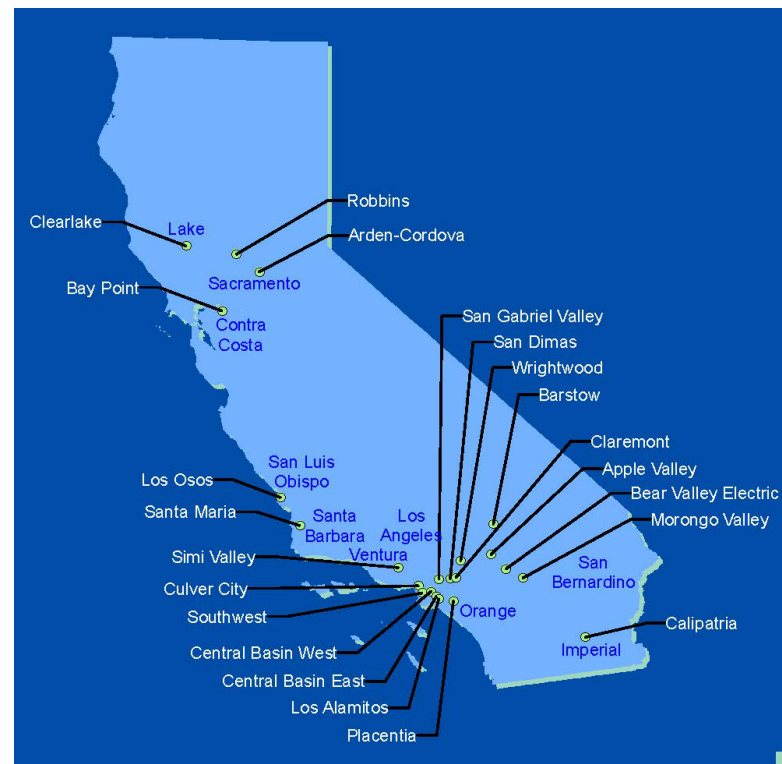 Robbins
Clearlake
Lake
Arden-Cordova
Sacramento
Bay Point
Contra
Costa
San Gabriel Valley
San Dimas
Wrightwood
Barstow
Claremont
San Luis
Obispo
Apple Valley
Los Osos
Bear Valley Electric
Santa Maria
Santa
Barbara
Los
Angeles
Morongo Valley
Ventura
Simi Valley
San
Bernardino
Culver City
Southwest
Orange
Calipatria
Central Basin West
Imperial
Central Basin East
Los Alamitos
Placentia